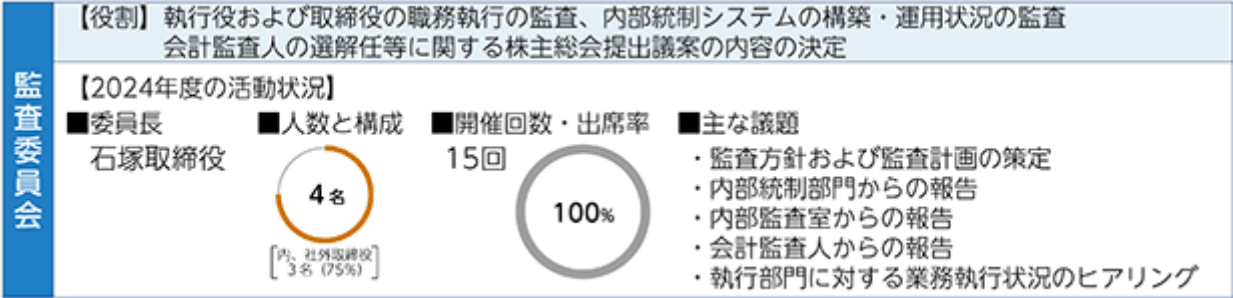 監査委員会
【役割】執行役および取締役の職務執行の監査、内部統制システムの構築・運用状況の監査
会計監査人の選解任等に関する株主総会提出議案の内容の決定
【2024年度の活動状況】
■委員長
石塚取締役
■人数と構成
4名
[内、社外取締役
3名(75%)]
■開催回数・出席率
15回
100%
■主な議題
・監査方針および監査計画の策定
・内部統制部門からの報告
・内部監査室からの報告
・会計監査人からの報告
・執行部門に対する業務執行状況のヒアリング